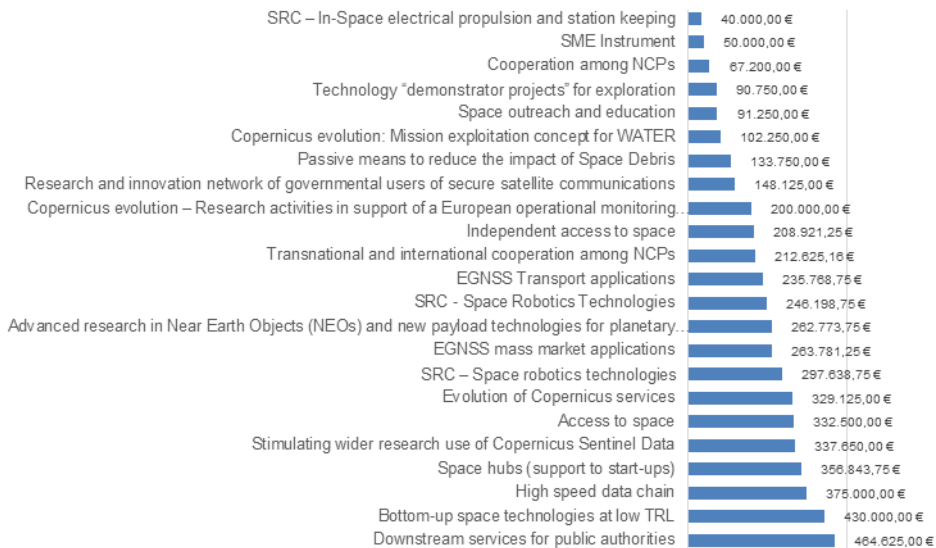 SRC – In-Space electrical propulsion and station keeping 40.000,00 €
SME Instrument 50.000,00 €
Cooperation among NCPs 67.200,00 €
Technology “demonstrator projects” for exploration 90.750,00 €
Space outreach and education 91.250,00 €
Copernicus evolution: Mission exploitation concept for WATER 102.250,00 €
Passive means to reduce the impact of Space Debris 133.750,00 €
Research and innovation network of governmental users of secure satellite communications 148.125,00 €
Copernicus evolution – Research activities in support of a European operational monitoring... 200.000,00 €
Independent access to space 208.921,25 €
Transnational and international cooperation among NCPs 212.625,16 €
EGNSS Transport applications 235.768,75 €
SRC - Space Robotics Technologies 246.198,75 €
Advanced research in Near Earth Objects (NEOs) and new payload technologies for planetary... 262.773,75 €
EGNSS mass market applications 263.781,25 €
SRC – Space robotics technologies 297.638,75 €
Evolution of Copernicus services 329.125,00 €
Access to space 332.500,00 €
Stimulating wider research use of Copernicus Sentinel Data 337.650,00 €
Space hubs (support to start-ups) 356.843,75 €
High speed data chain 375.000,00 €
Bottom-up space technologies at low TRL 430.000,00 €
Downstream services for public authorities 464.625,00 €